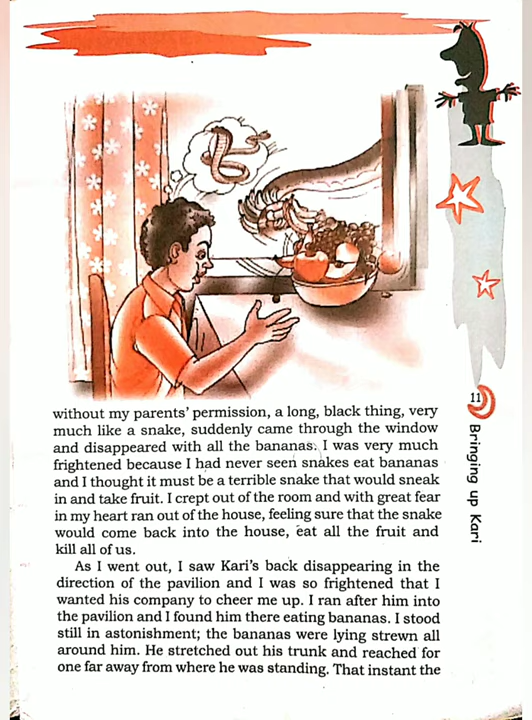 without my parents’ permission, a long, black thing, very
much like a snake, suddenly came through the window
and disappeared with all the bananas. I was very much
frightened because I had never seen snakes eat bananas
and I thought it must be a terrible snake that would sneak
in and take fruit. I crept out of the room and with great fear
in my heart ran out of the house, feeling sure that the snake
would come back into the house, eat all the fruit and
kill all of us.
As I went out, I saw Kari’s back disappearing in the
direction of the pavilion and I was so frightened that I
wanted his company to cheer me up. I ran after him into
the pavilion and I found him there eating bananas. I stood
still in astonishment; the bananas were lying strewn all
around him. He stretched out his trunk and reached for
one far away from where he was standing. That instant the
11
Bringing up Kari